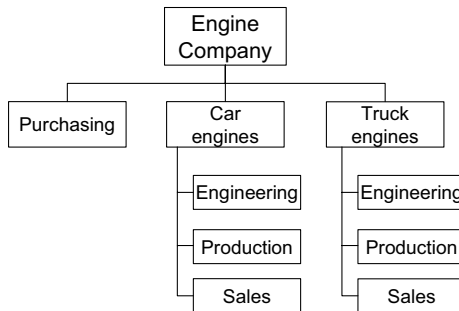 Engine
Company
Purchasing
Car
engines
Truck
engines
Engineering
Production
Sales
Engineering
Production
Sales